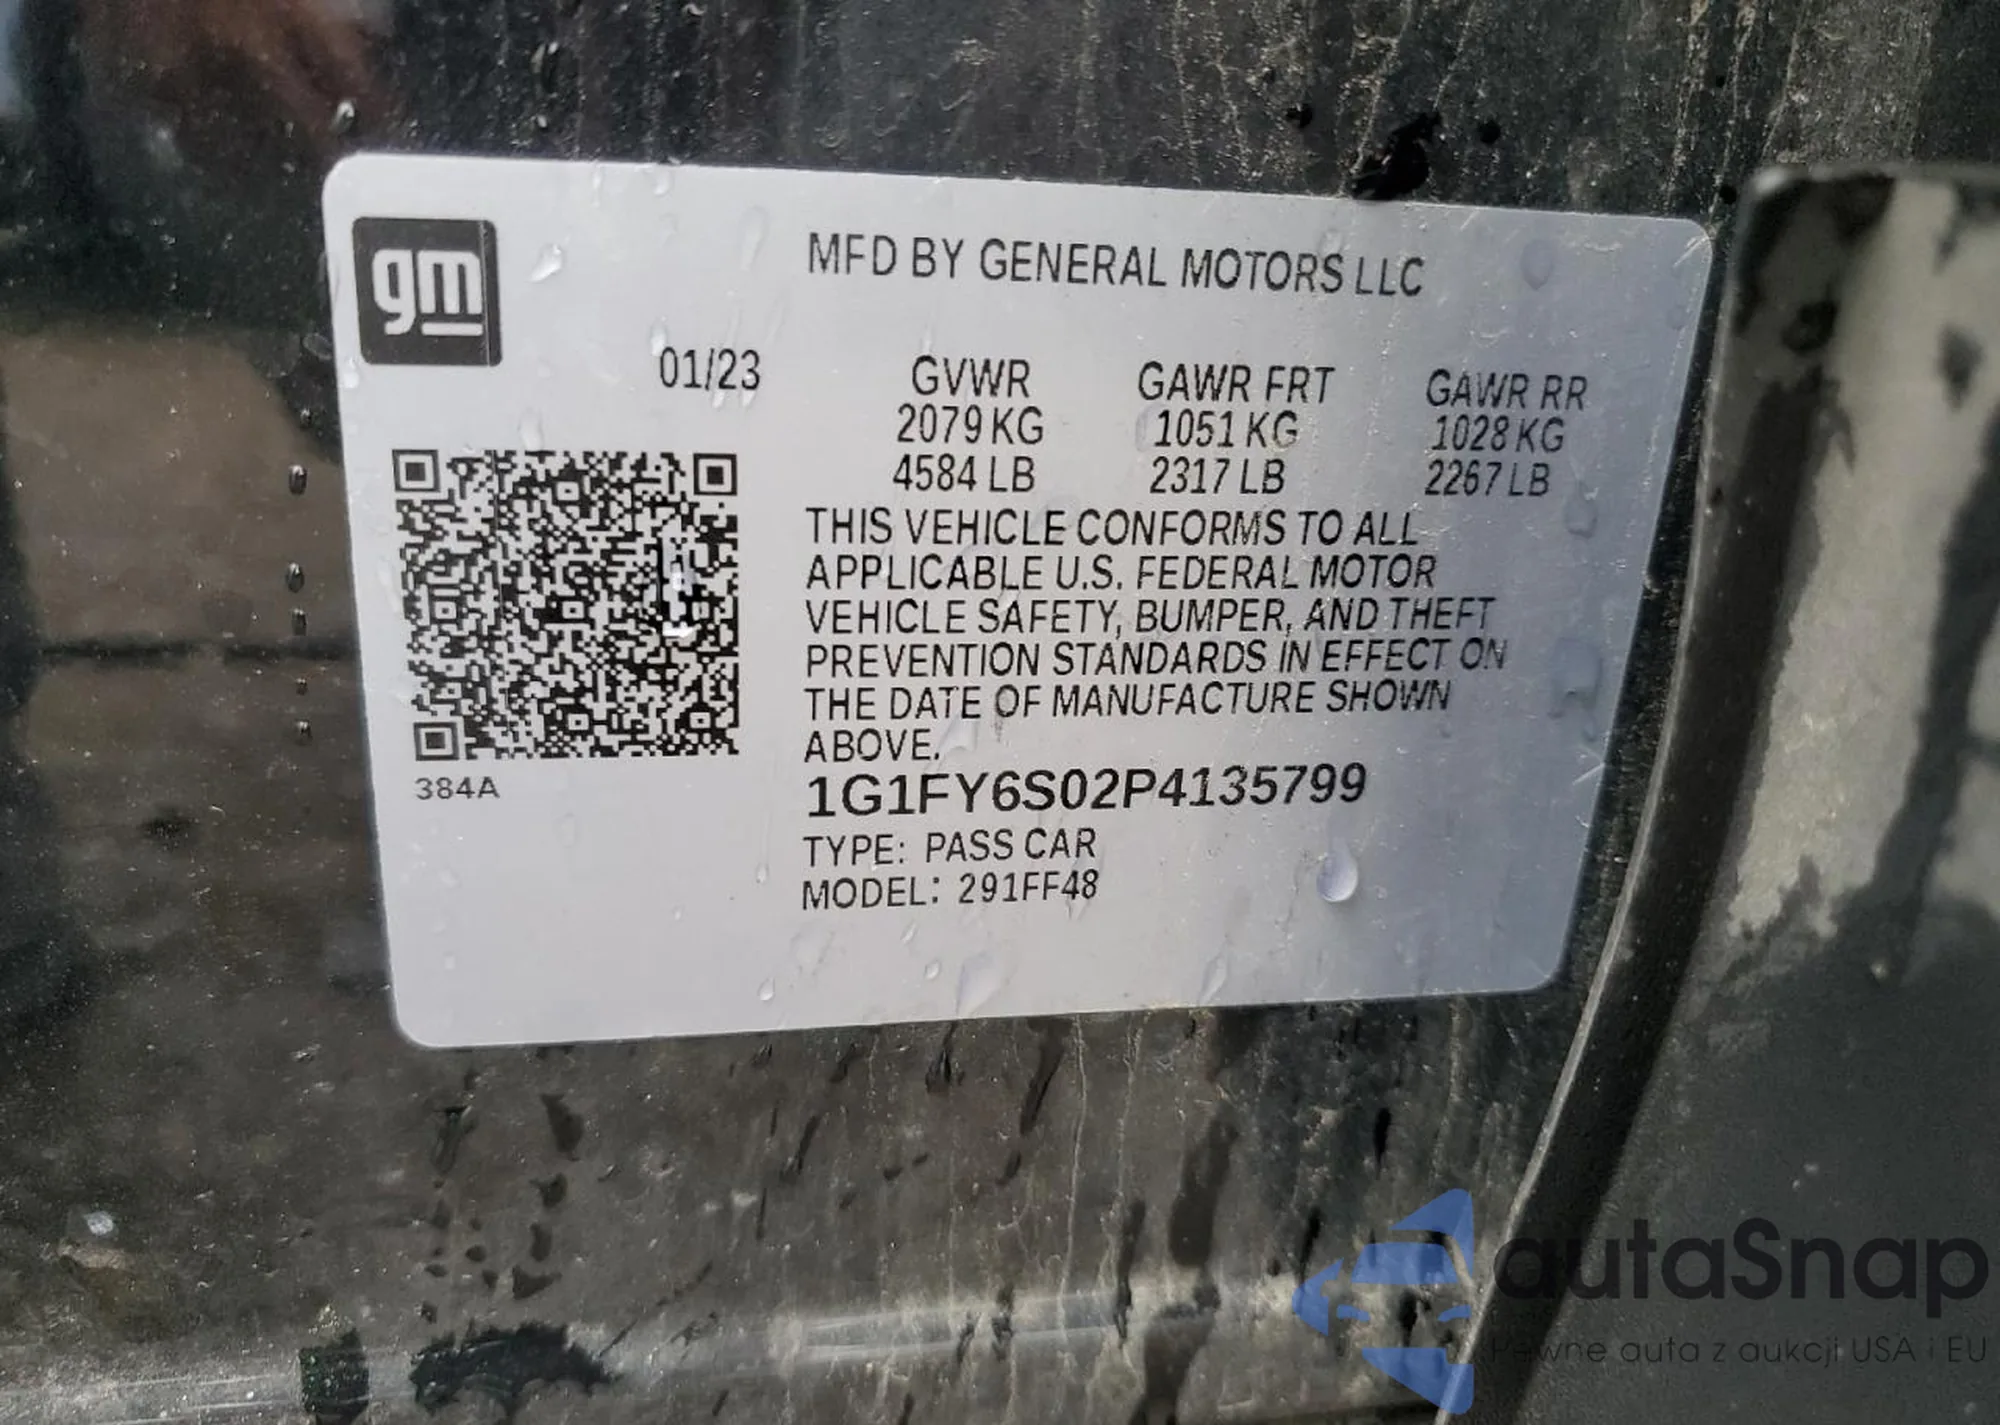 gm
MFD BY GENERAL MOTORS LLC
01/23
GVWR GAWR FRT GAWR RR
2079 KG 1051 KG 1028 KG
4584 LB 2317 LB 2267 LB
THIS VEHICLE CONFORMS TO ALL
APPLICABLE U.S. FEDERAL MOTOR
VEHICLE SAFETY, BUMPER, AND THEFT
PREVENTION STANDARDS IN EFFECT ON
THE DATE OF MANUFACTURE SHOWN
ABOVE.
384A
1G1FY6S02P4135799
TYPE: PASS CAR
MODEL: 291FF48
autaSnap
Pewne auta z aukcji USA i EU